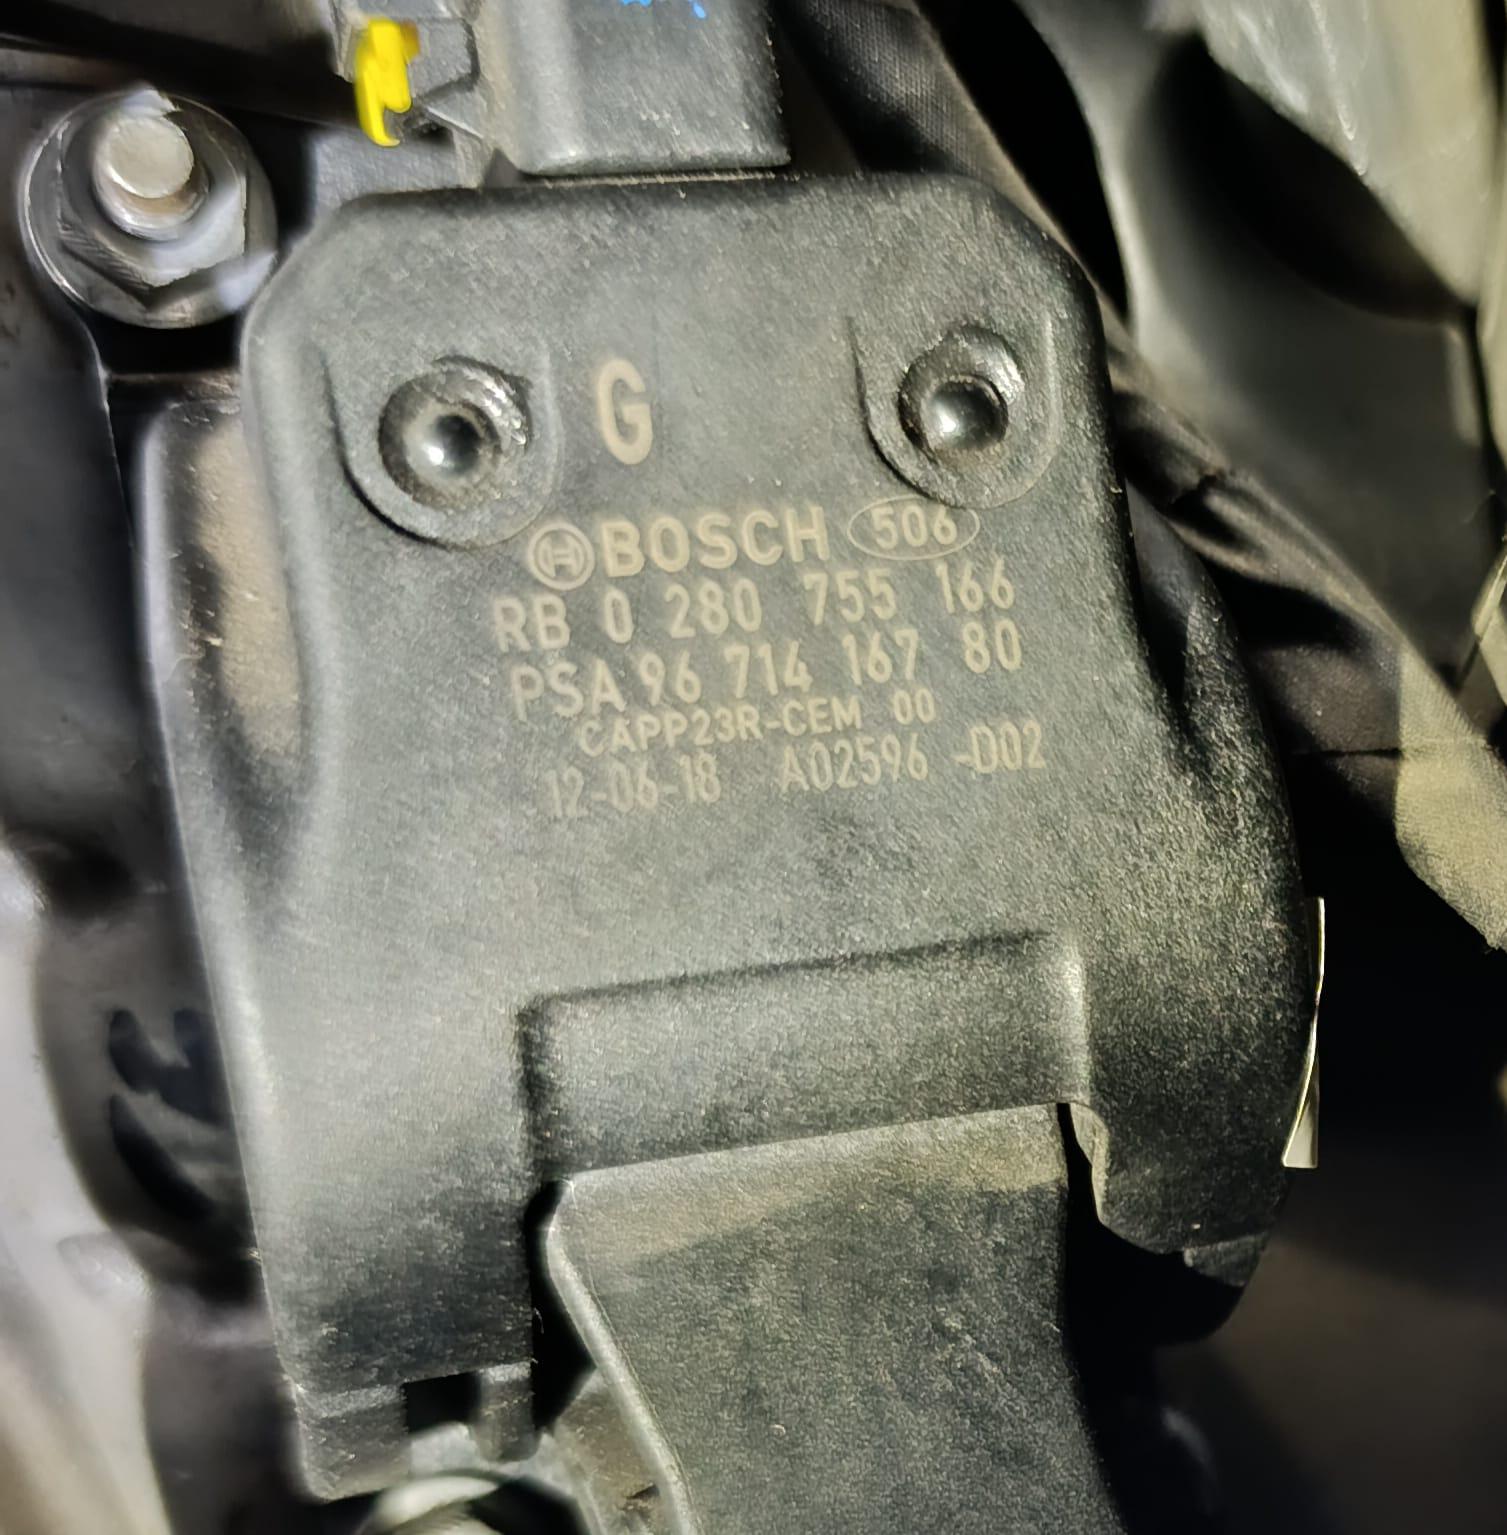 G
BOSCH 506
RB 0 280 755 166
PSA 96 714 167 80
CAPP23R-CEM 00
12-06-18 A02596 -D02